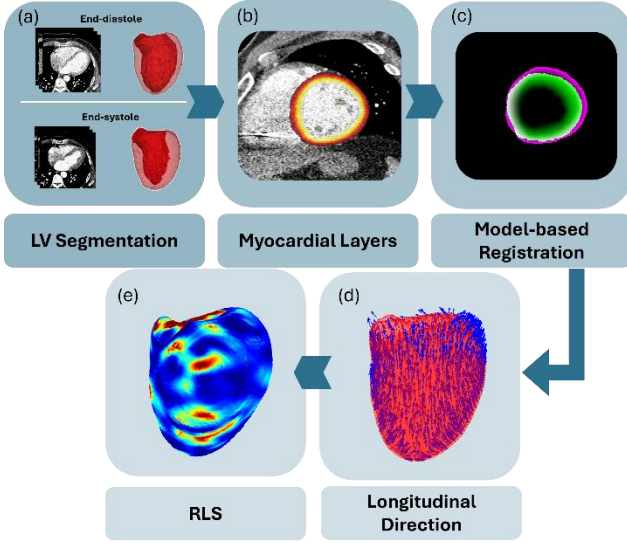 (a)
End-diastole
End-systole
(b)
(c)
LV Segmentation
Myocardial Layers
Model-based
Registration
(e)
(d)
RLS
Longitudinal
Direction